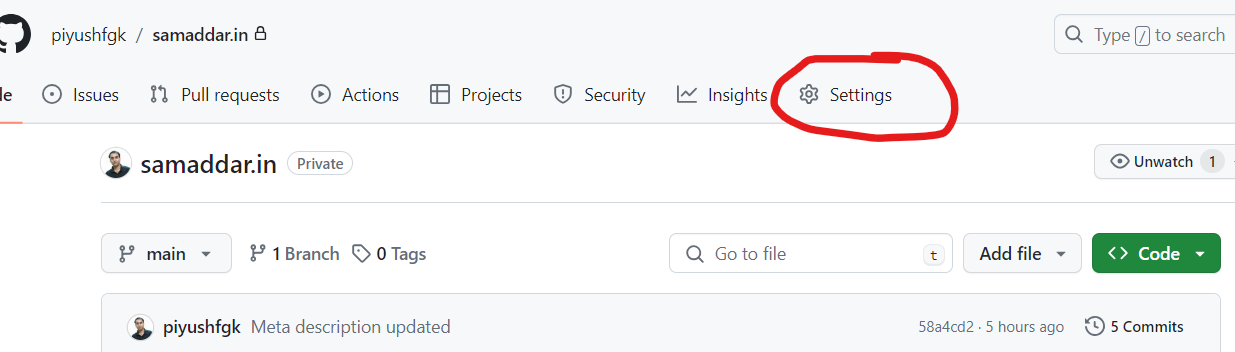 piyushfgk / samaddar.in Type / to search
le Issues Pull requests Actions Projects Security Insights Settings
samaddar.in Private Unwatch 1
main 1 Branch 0 Tags Go to file t Add file Code
piyushfgk Meta description updated 58a4cd2 · 5 hours ago 5 Commits